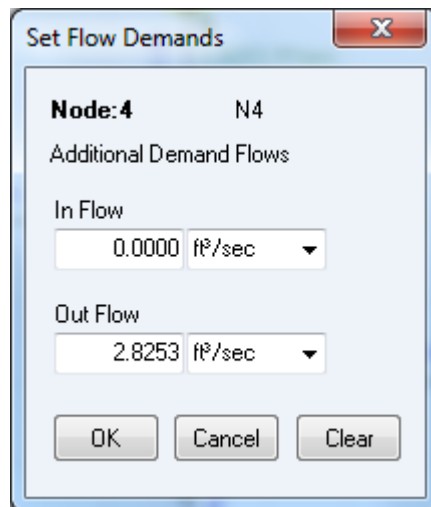 Set Flow Demands
Node:4 N4
Additional Demand Flows
In Flow
0.0000 ft³/sec
Out Flow
2.8253 ft³/sec
OK Cancel Clear